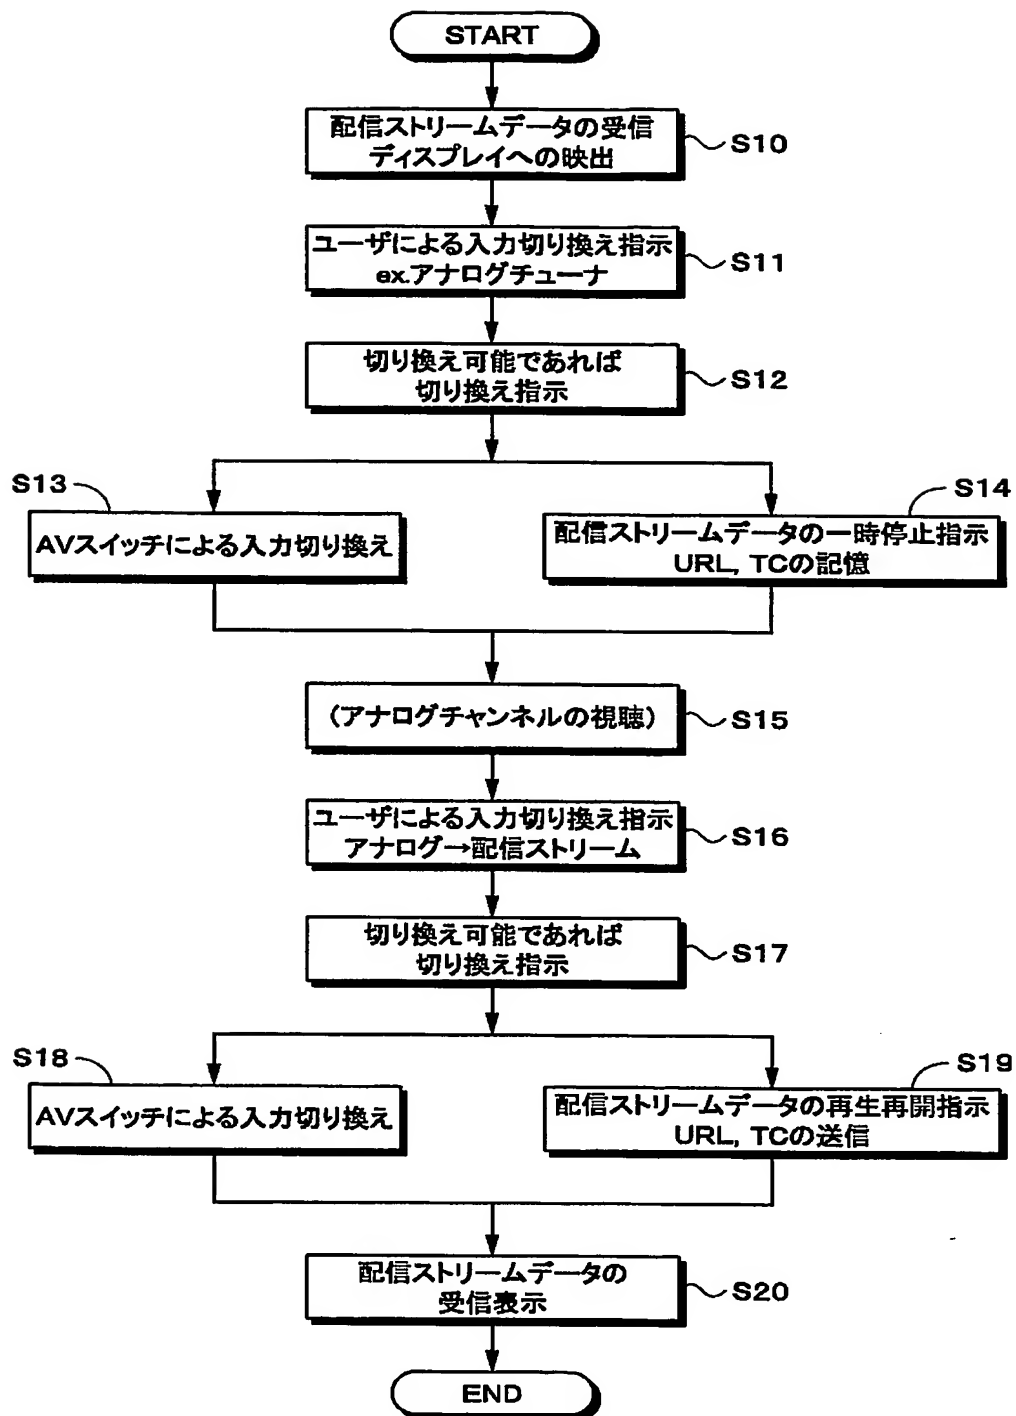 START
配信ストリームデータの受信
ディスプレイへの映出
S10
ユーザによる入力切り換え指示
ex.アナログチューナ
S11
切り換え可能であれば
切り換え指示
S12
S13
AVスイッチによる入力切り換え
S14
配信ストリームデータの一時停止指示
URL, TCの記憶
(アナログチャンネルの視聴)
S15
ユーザによる入力切り換え指示
アナログ→配信ストリーム
S16
切り換え可能であれば
切り換え指示
S17
S18
AVスイッチによる入力切り換え
S19
配信ストリームデータの再生再開指示
URL, TCの送信
配信ストリームデータの
受信表示
S20
END